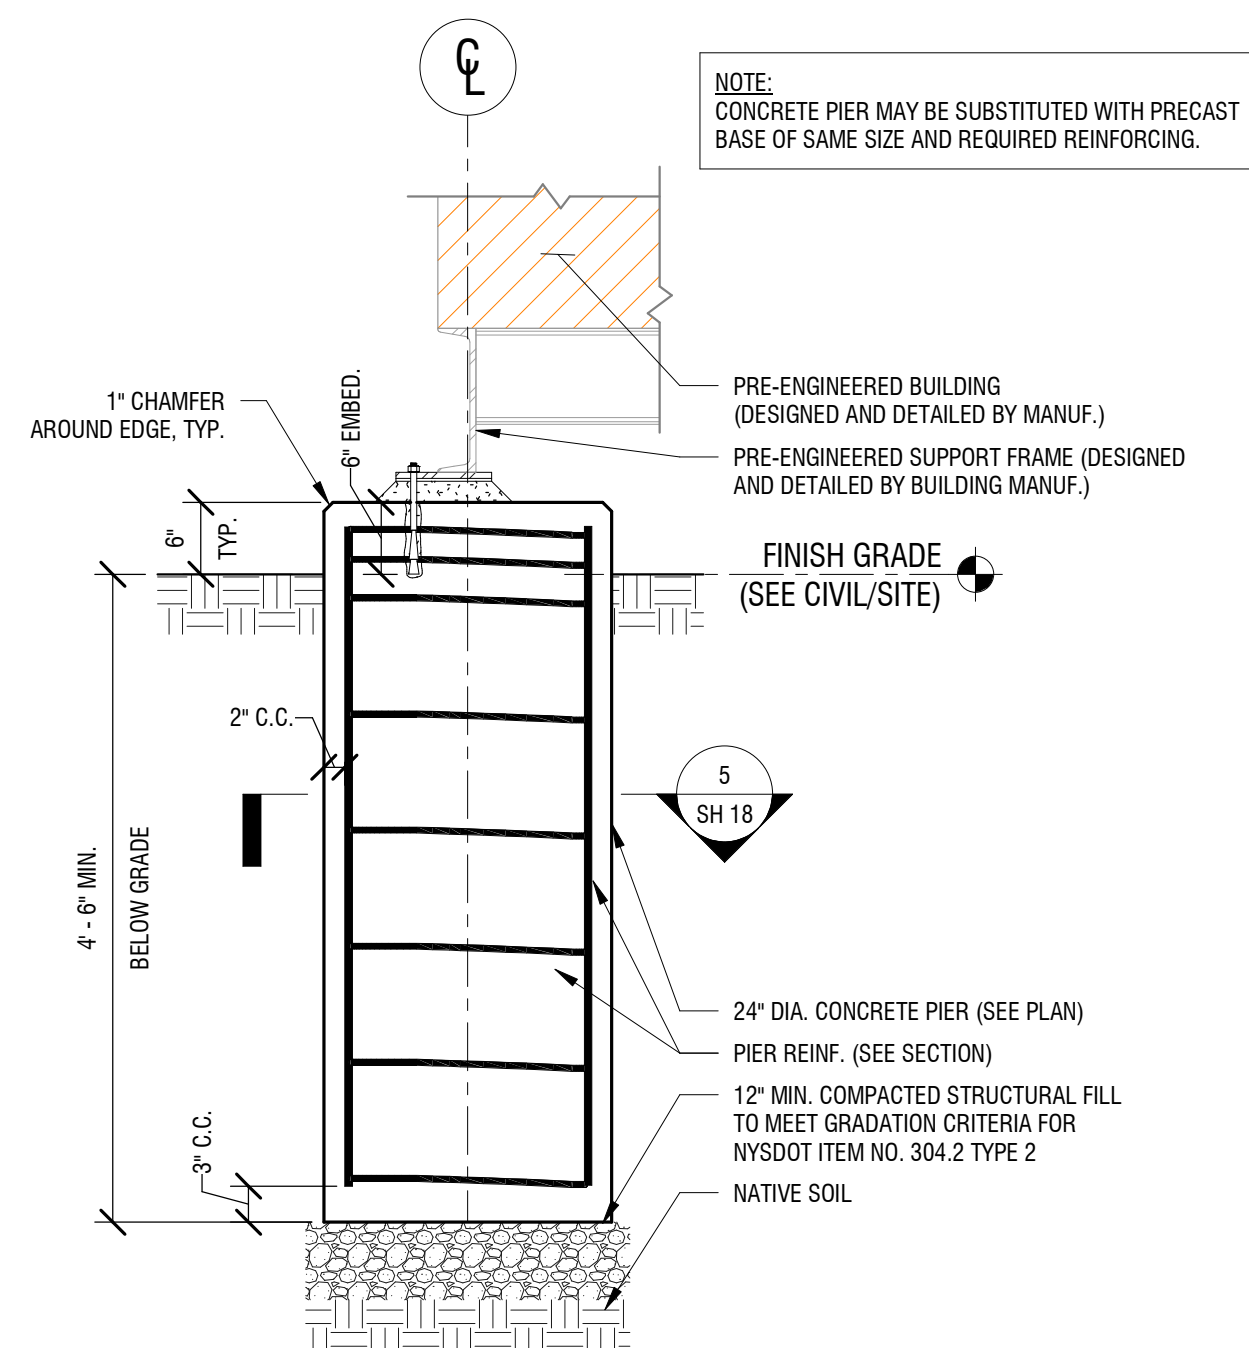 ℄
NOTE:
CONCRETE PIER MAY BE SUBSTITUTED WITH PRECAST
BASE OF SAME SIZE AND REQUIRED REINFORCING.
1" CHAMFER
AROUND EDGE, TYP.
6" EMBED.
PRE-ENGINEERED BUILDING
(DESIGNED AND DETAILED BY MANUF.)
PRE-ENGINEERED SUPPORT FRAME (DESIGNED
AND DETAILED BY BUILDING MANUF.)
6"
TYP.
FINISH GRADE
(SEE CIVIL/SITE)
2" C.C.
5
SH 18
4' - 6" MIN.
BELOW GRADE
24" DIA. CONCRETE PIER (SEE PLAN)
PIER REINF. (SEE SECTION)
12" MIN. COMPACTED STRUCTURAL FILL
TO MEET GRADATION CRITERIA FOR
NYSDOT ITEM NO. 304.2 TYPE 2
3" C.C.
NATIVE SOIL